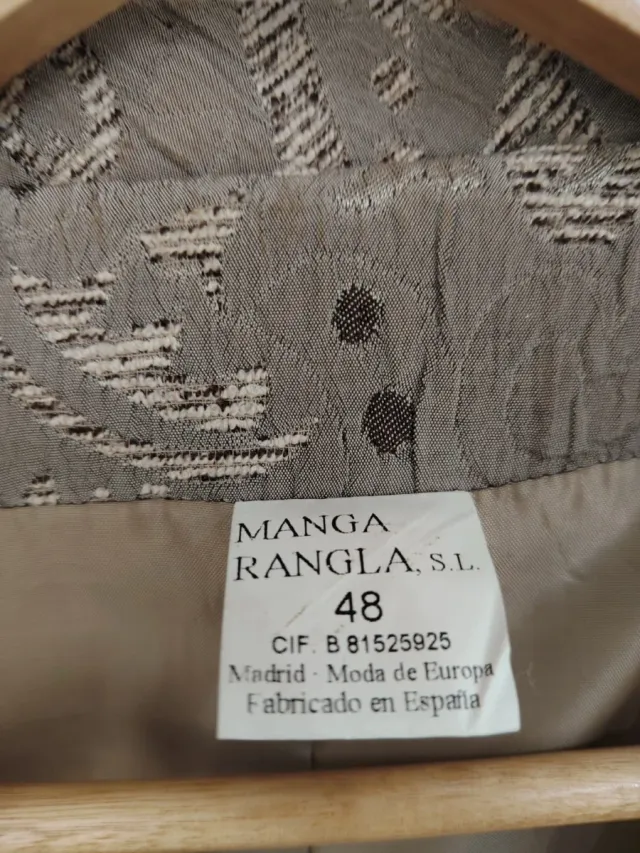 MANGA
RANGLA, S.L.
48
CIF. B 81525925
Madrid - Moda de Europa
Fabricado en España